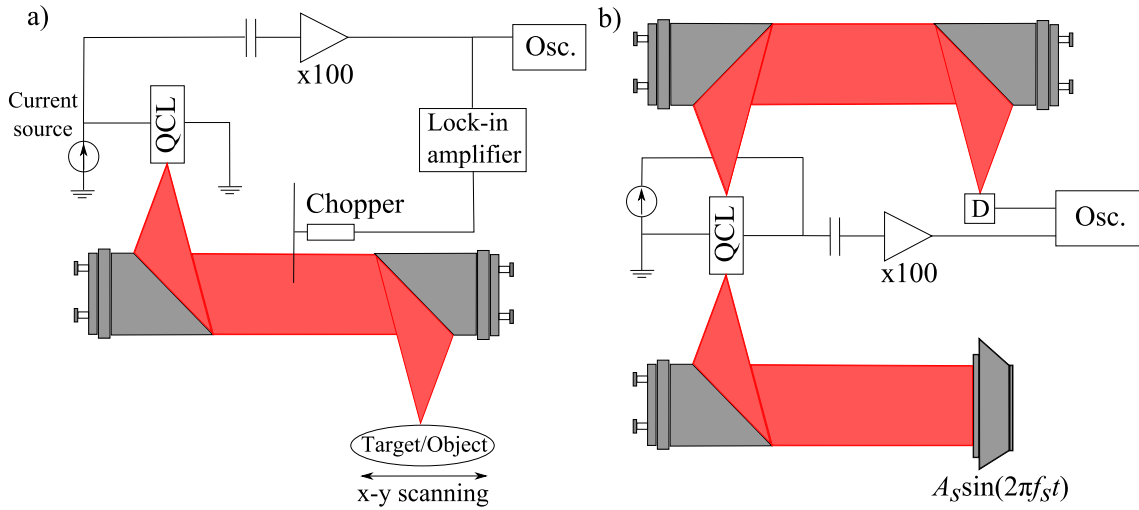 a)
x100
Osc.
Current
source
QCL
Lock-in
amplifier
Chopper
Target/Object
x-y scanning
b)
QCL
D
Osc.
x100
A_S sin(2πf_S t)